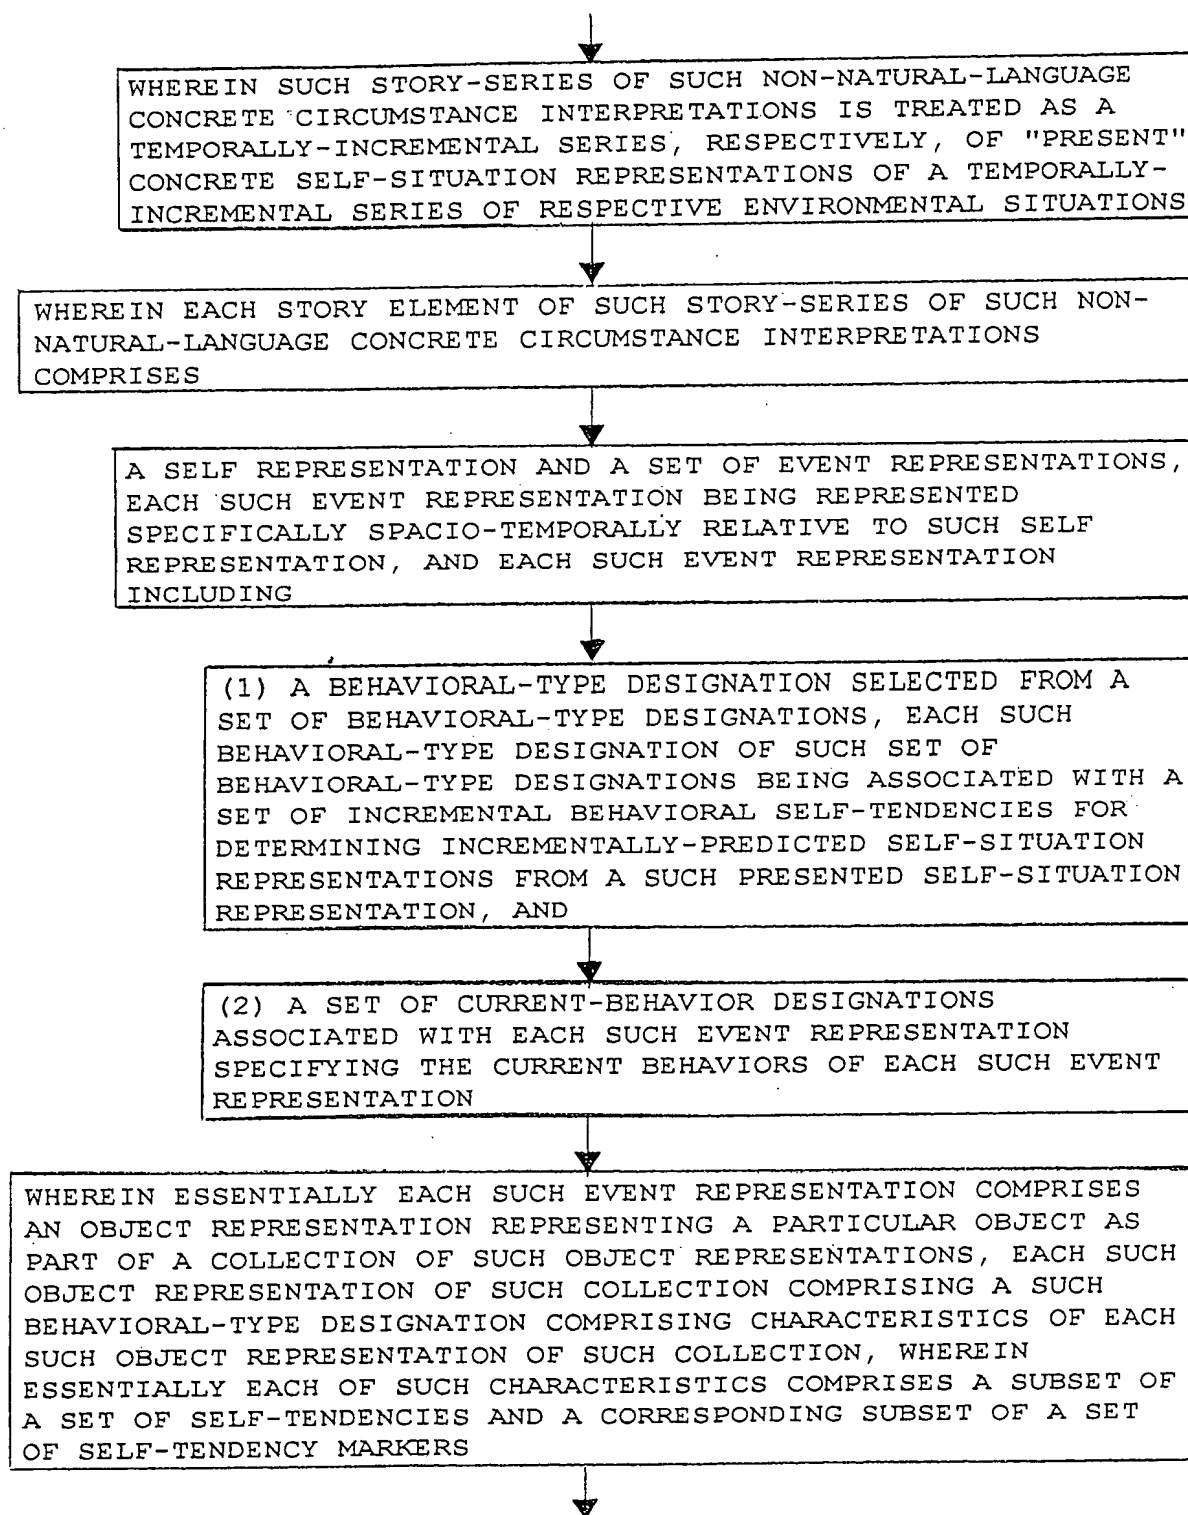 WHEREIN SUCH STORY-SERIES OF SUCH NON-NATURAL-LANGUAGE
CONCRETE CIRCUMSTANCE INTERPRETATIONS IS TREATED AS A
TEMPORALLY-INCREMENTAL SERIES, RESPECTIVELY, OF "PRESENT"
CONCRETE SELF-SITUATION REPRESENTATIONS OF A TEMPORALLY-
INCREMENTAL SERIES OF RESPECTIVE ENVIRONMENTAL SITUATIONS
WHEREIN EACH STORY ELEMENT OF SUCH STORY-SERIES OF SUCH NON-
NATURAL-LANGUAGE CONCRETE CIRCUMSTANCE INTERPRETATIONS
COMPRISES
A SELF REPRESENTATION AND A SET OF EVENT REPRESENTATIONS,
EACH SUCH EVENT REPRESENTATION BEING REPRESENTED
SPECIFICALLY SPACIO-TEMPORALLY RELATIVE TO SUCH SELF
REPRESENTATION, AND EACH SUCH EVENT REPRESENTATION
INCLUDING
(1) A BEHAVIORAL-TYPE DESIGNATION SELECTED FROM A
SET OF BEHAVIORAL-TYPE DESIGNATIONS, EACH SUCH
BEHAVIORAL-TYPE DESIGNATION OF SUCH SET OF
BEHAVIORAL-TYPE DESIGNATIONS BEING ASSOCIATED WITH A
SET OF INCREMENTAL BEHAVIORAL SELF-TENDENCIES FOR
DETERMINING INCREMENTALLY-PREDICTED SELF-SITUATION
REPRESENTATIONS FROM A SUCH PRESENTED SELF-SITUATION
REPRESENTATION, AND
(2) A SET OF CURRENT-BEHAVIOR DESIGNATIONS
ASSOCIATED WITH EACH SUCH EVENT REPRESENTATION
SPECIFYING THE CURRENT BEHAVIORS OF EACH SUCH EVENT
REPRESENTATION
WHEREIN ESSENTIALLY EACH SUCH EVENT REPRESENTATION COMPRISES
AN OBJECT REPRESENTATION REPRESENTING A PARTICULAR OBJECT AS
PART OF A COLLECTION OF SUCH OBJECT REPRESENTATIONS, EACH SUCH
OBJECT REPRESENTATION OF SUCH COLLECTION COMPRISING A SUCH
BEHAVIORAL-TYPE DESIGNATION COMPRISING CHARACTERISTICS OF EACH
SUCH OBJECT REPRESENTATION OF SUCH COLLECTION, WHEREIN
ESSENTIALLY EACH OF SUCH CHARACTERISTICS COMPRISES A SUBSET OF
A SET OF SELF-TENDENCIES AND A CORRESPONDING SUBSET OF A SET
OF SELF-TENDENCY MARKERS